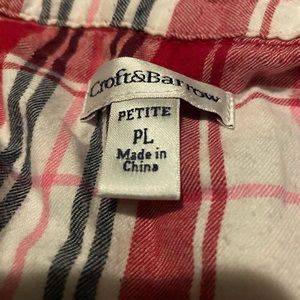 Croft&Barrow
PETITE
PL
Made in
China